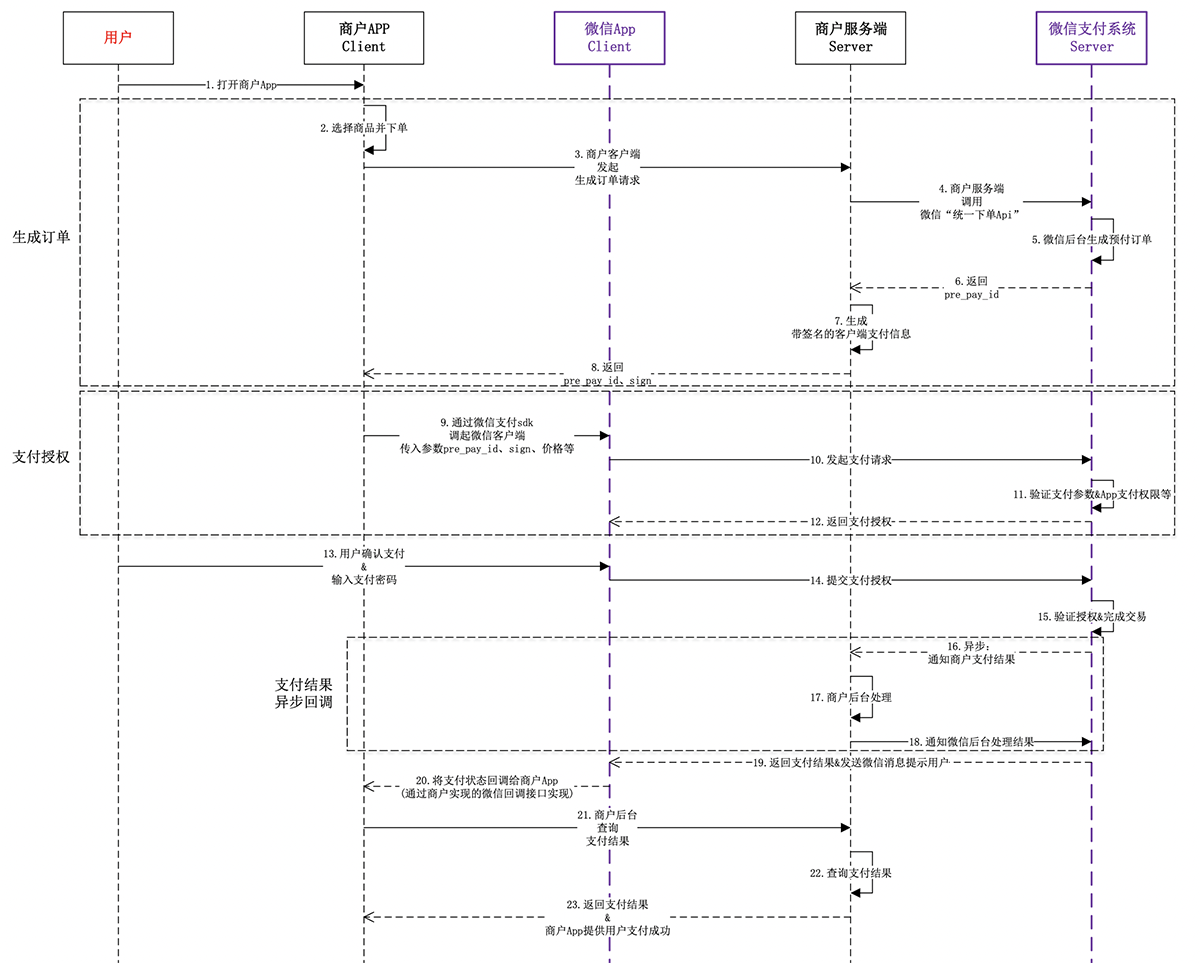 用户
商户APP
Client
微信App
Client
商户服务端
Server
微信支付系统
Server
1.打开商户App
2.选择商品并下单
3.商户客户端
发起
生成订单请求
4.商户服务端
调用
微信“统一下单Api”
生成订单
5.微信后台生成预付订单
6.返回
pre_pay_id
7.生成
带签名的客户端支付信息
8.返回
pre_pay_id、sign
9.通过微信支付sdk
调起微信客户端
传入参数pre_pay_id、sign、价格等
支付授权
10.发起支付请求
11.验证支付参数&App支付权限等
12.返回支付授权
13.用户确认支付
&
输入支付密码
14.提交支付授权
15.验证授权&完成交易
16.异步：
通知商户支付结果
支付结果
异步回调
17.商户后台处理
18.通知微信后台处理结果
19.返回支付结果&发送微信消息提示用户
20.将支付状态回调给商户App
(通过商户实现的微信回调接口实现)
21.商户后台
查询
支付结果
22.查询支付结果
23.返回支付结果
&
商户App提供用户支付成功